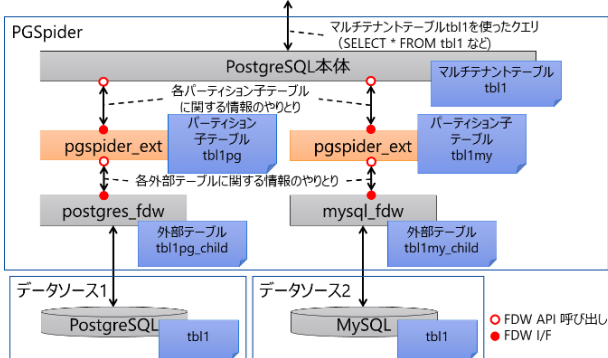 マルチテナントテーブルtbl1を使ったクエリ
（SELECT * FROM tbl1 など）
PGSpider
PostgreSQL本体
マルチテナントテーブル
tbl1
各パーティション子テーブル
に関する情報のやりとり
パーティション
子テーブル
tbl1pg
パーティション子
テーブル
tbl1my
pgspider_ext
pgspider_ext
各外部テーブルに関する情報のやりとり
postgres_fdw
mysql_fdw
外部テーブル
tbl1pg_child
外部テーブル
tbl1my_child
データソース1
データソース2
PostgreSQL
tbl1
MySQL
tbl1
FDW API 呼び出し
FDW I/F